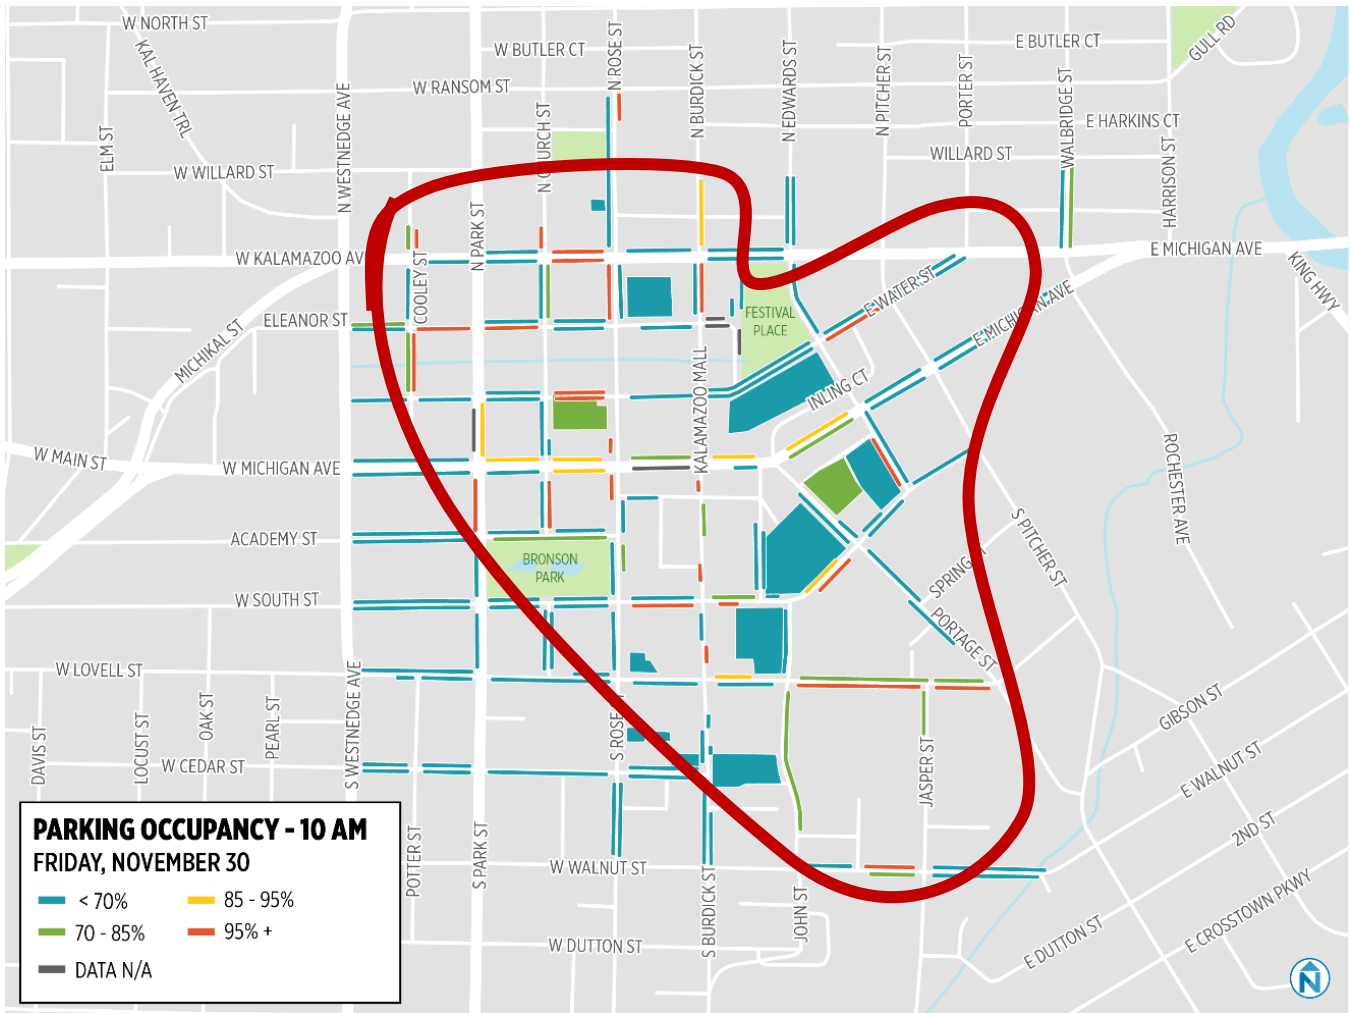 W NORTH ST
KAL HAVEN TRL
W BUTLER CT
N ROSE ST
N BURDICK ST
N EDWARDS ST
N PITCHER ST
PORTER ST
E BUTLER CT
GULL RD
W RANSOM ST
N WESTNEDGE AVE
N CHURCH ST
WALBRIDGE ST
E HARKINS CT
ELM ST
W WILLARD ST
WILLARD ST
HARRISON ST
N PARK ST
W KALAMAZOO AV
COOLEY ST
E MICHIGAN AVE
KING HWY
E WATER ST
E MICHIGAN AVE
ELEANOR ST
MICHIKAL ST
FESTIVAL
PLACE
KALAMAZOO MALL
INLING CT
W MAIN ST
W MICHIGAN AVE
ROCHESTER AVE
ACADEMY ST
BRONSON
PARK
S PITCHER ST
SPRING
W SOUTH ST
PORTAGE ST
W LOVELL ST
S WESTNEDGE AVE
S ROSE
GIBSON ST
DAVIS ST
LOCUST ST
OAK ST
PEARL ST
W CEDAR ST
JASPER ST
E WALNUT ST
2ND ST
PARKING OCCUPANCY - 10 AM
FRIDAY, NOVEMBER 30
< 70%
85 - 95%
70 - 85%
95% +
DATA N/A
POTTER ST
S PARK ST
W WALNUT ST
S BURDICK ST
JOHN ST
W DUTTON ST
E DUTTON ST
E CROSSTOWN PKWY
N